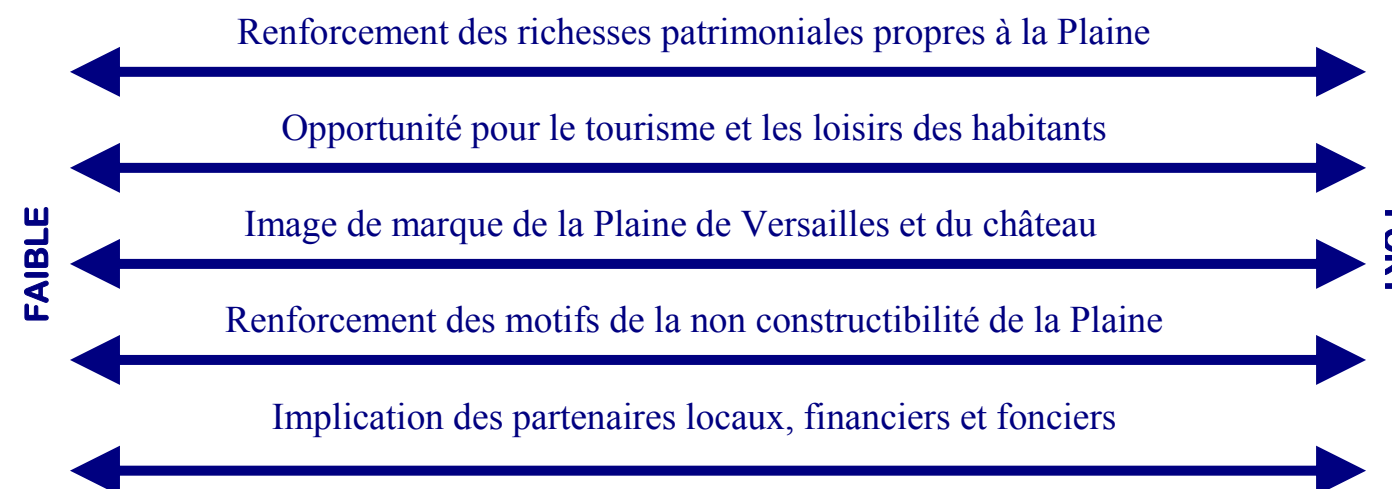 Renforcement des richesses patrimoniales propres à la Plaine
Opportunité pour le tourisme et les loisirs des habitants
FAIBLE
Image de marque de la Plaine de Versailles et du château
Renforcement des motifs de la non constructibilité de la Plaine
Implication des partenaires locaux, financiers et fonciers